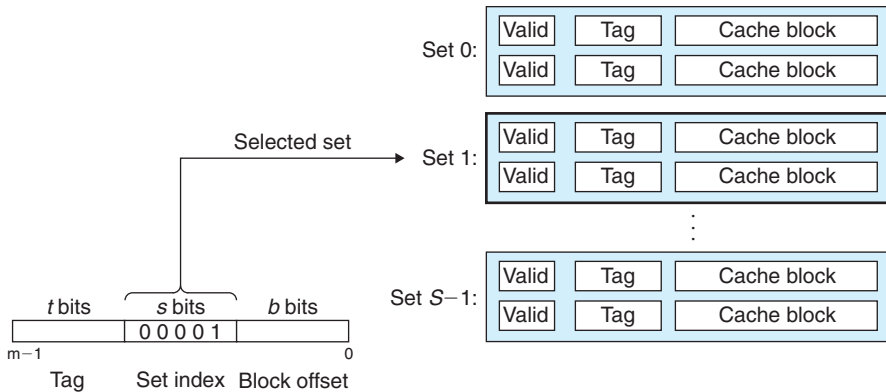 Set 0:
Valid Tag Cache block
Valid Tag Cache block
Selected set
Set 1:
Valid Tag Cache block
Valid Tag Cache block
⋮
Set S−1:
Valid Tag Cache block
Valid Tag Cache block
t bits s bits b bits
0 0 0 0 1
m−1 0
Tag Set index Block offset